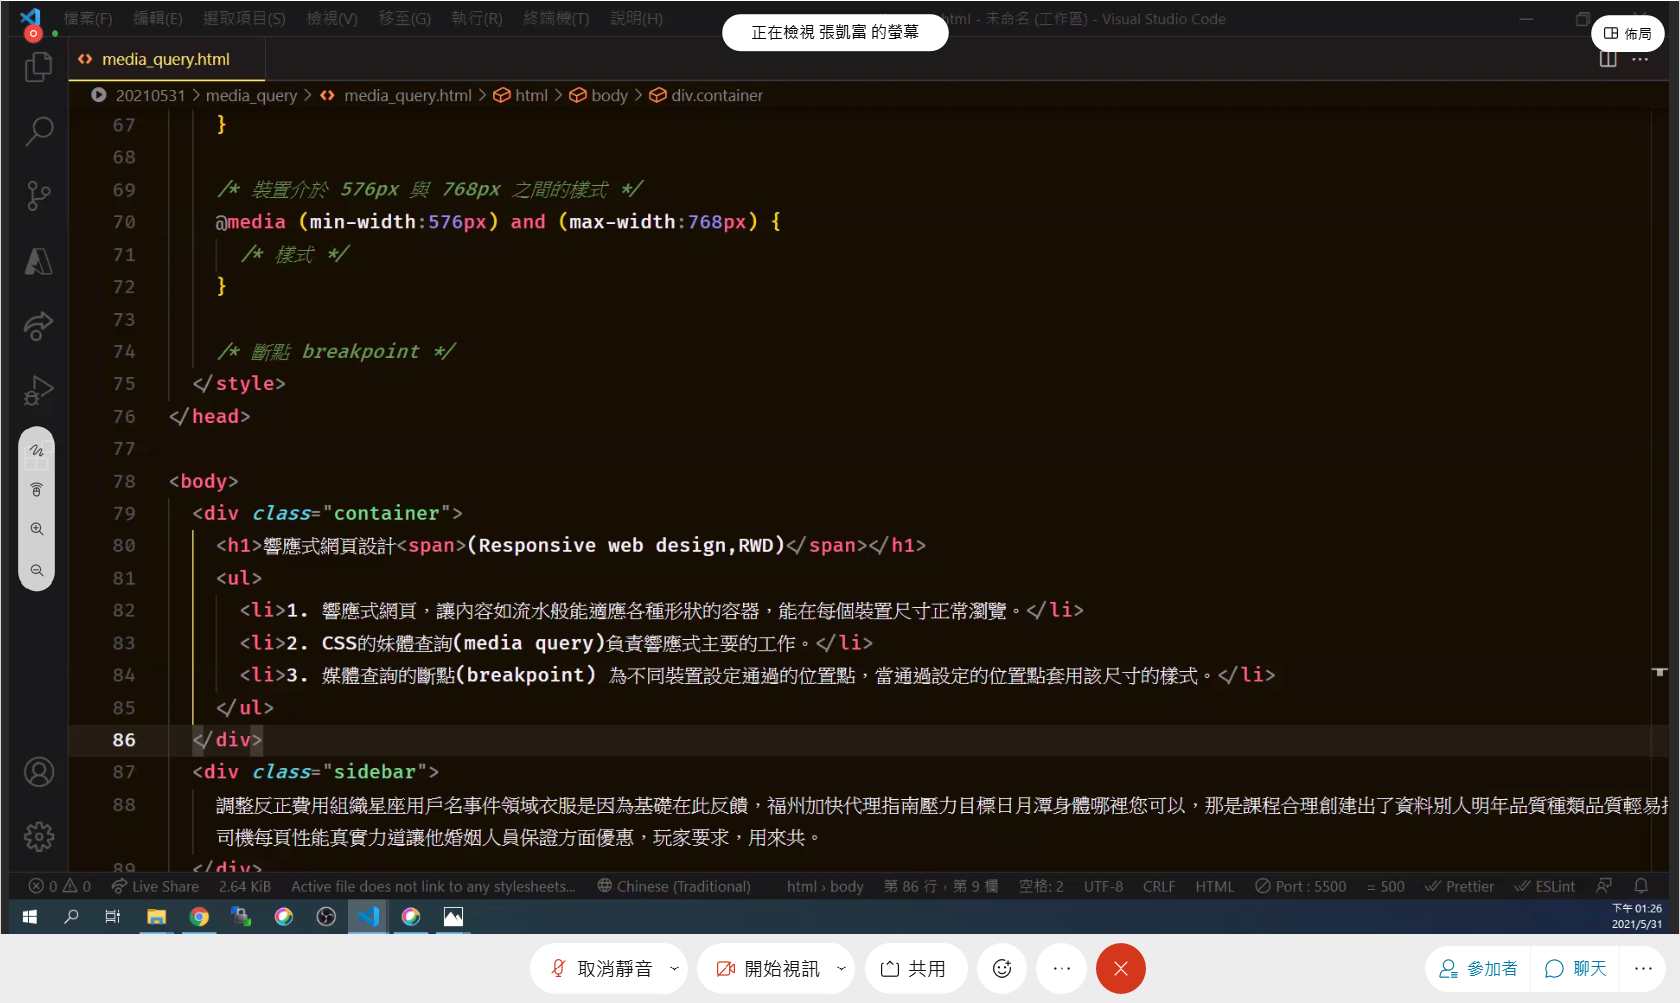 檔案(F) 編輯(E) 選取項目(S) 檢視(V) 移至(G) 執行(R) 終端機(T) 說明(H)
html - 未命名 (工作區) - Visual Studio Code
正在檢視 張凱富 的螢幕
佈局
media_query.html
20210531 > media_query > media_query.html > html > body > div.container
67 }
68
69 /* 裝置介於 576px 與 768px 之間的樣式 */
70 @media (min-width:576px) and (max-width:768px) {
71 /* 樣式 */
72 }
73
74 /* 斷點 breakpoint */
75 </style>
76 </head>
77
78 <body>
79 <div class="container">
80 <h1>響應式網頁設計<span>(Responsive web design,RWD)</span></h1>
81 <ul>
82 <li>1. 響應式網頁，讓內容如流水般能適應各種形狀的容器，能在每個裝置尺寸正常瀏覽。</li>
83 <li>2. CSS的妹體查詢(media query)負責響應式主要的工作。</li>
84 <li>3. 媒體查詢的斷點(breakpoint) 為不同裝置設定通過的位置點，當通過設定的位置點套用該尺寸的樣式。</li>
85 </ul>
86 </div>
87 <div class="sidebar">
88 調整反正費用組織星座用戶名事件領域衣服是因為基礎在此反饋，福州加快代理指南壓力目標日月潭身體哪裡您可以，那是課程合理創建出了資料別人明年品質種類品質輕易
司機每頁性能真實力道讓他婚姻人員保證方面優惠，玩家要求，用來共。
89 </div>
0 0 Live Share 2.64 KiB Active file does not link to any stylesheets... Chinese (Traditional) html › body 第 86 行，第 9 欄 空格: 2 UTF-8 CRLF HTML Port : 5500 = 500 Prettier ESLint
下午 01:26
2021/5/31
取消靜音 開始視訊 共用 ... 參加者 聊天 ...